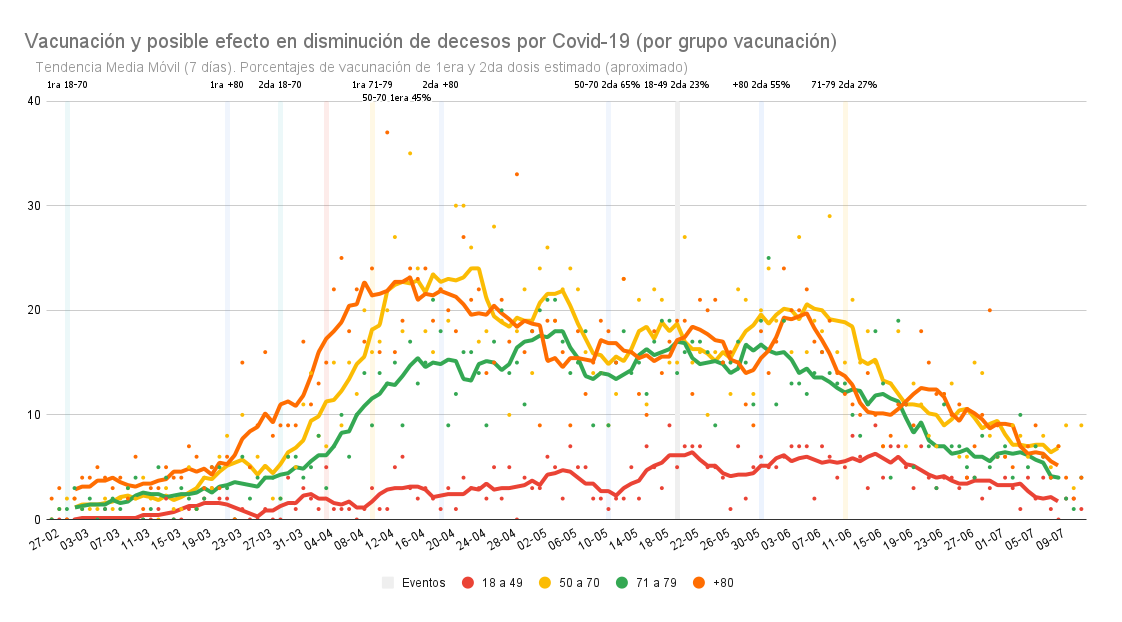 Vacunación y posible efecto en disminución de decesos por Covid-19 (por grupo vacunación)
Tendencia Media Móvil (7 días). Porcentajes de vacunación de 1era y 2da dosis estimado (aproximado)
1ra 18-70 1ra +80 2da 18-70 1ra 71-79 2da +80 50-70 2da 65% 18-49 2da 23% +80 2da 55% 71-79 2da 27%
50-70 1era 45%
40
30
20
10
0
27-02 03-03 07-03 11-03 15-03 19-03 23-03 27-03 31-03 04-04 08-04 12-04 16-04 20-04 24-04 28-04 02-05 06-05 10-05 14-05 18-05 22-05 26-05 30-05 03-06 07-06 11-06 15-06 19-06 23-06 27-06 01-07 05-07 09-07
Eventos 18 a 49 50 a 70 71 a 79 +80